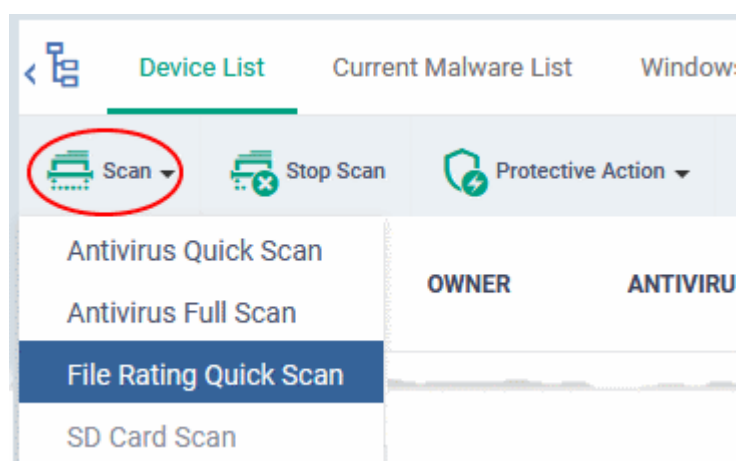 Device List Current Malware List Windows
Scan Stop Scan Protective Action
Antivirus Quick Scan
OWNER ANTIVIRU
Antivirus Full Scan
File Rating Quick Scan
SD Card Scan